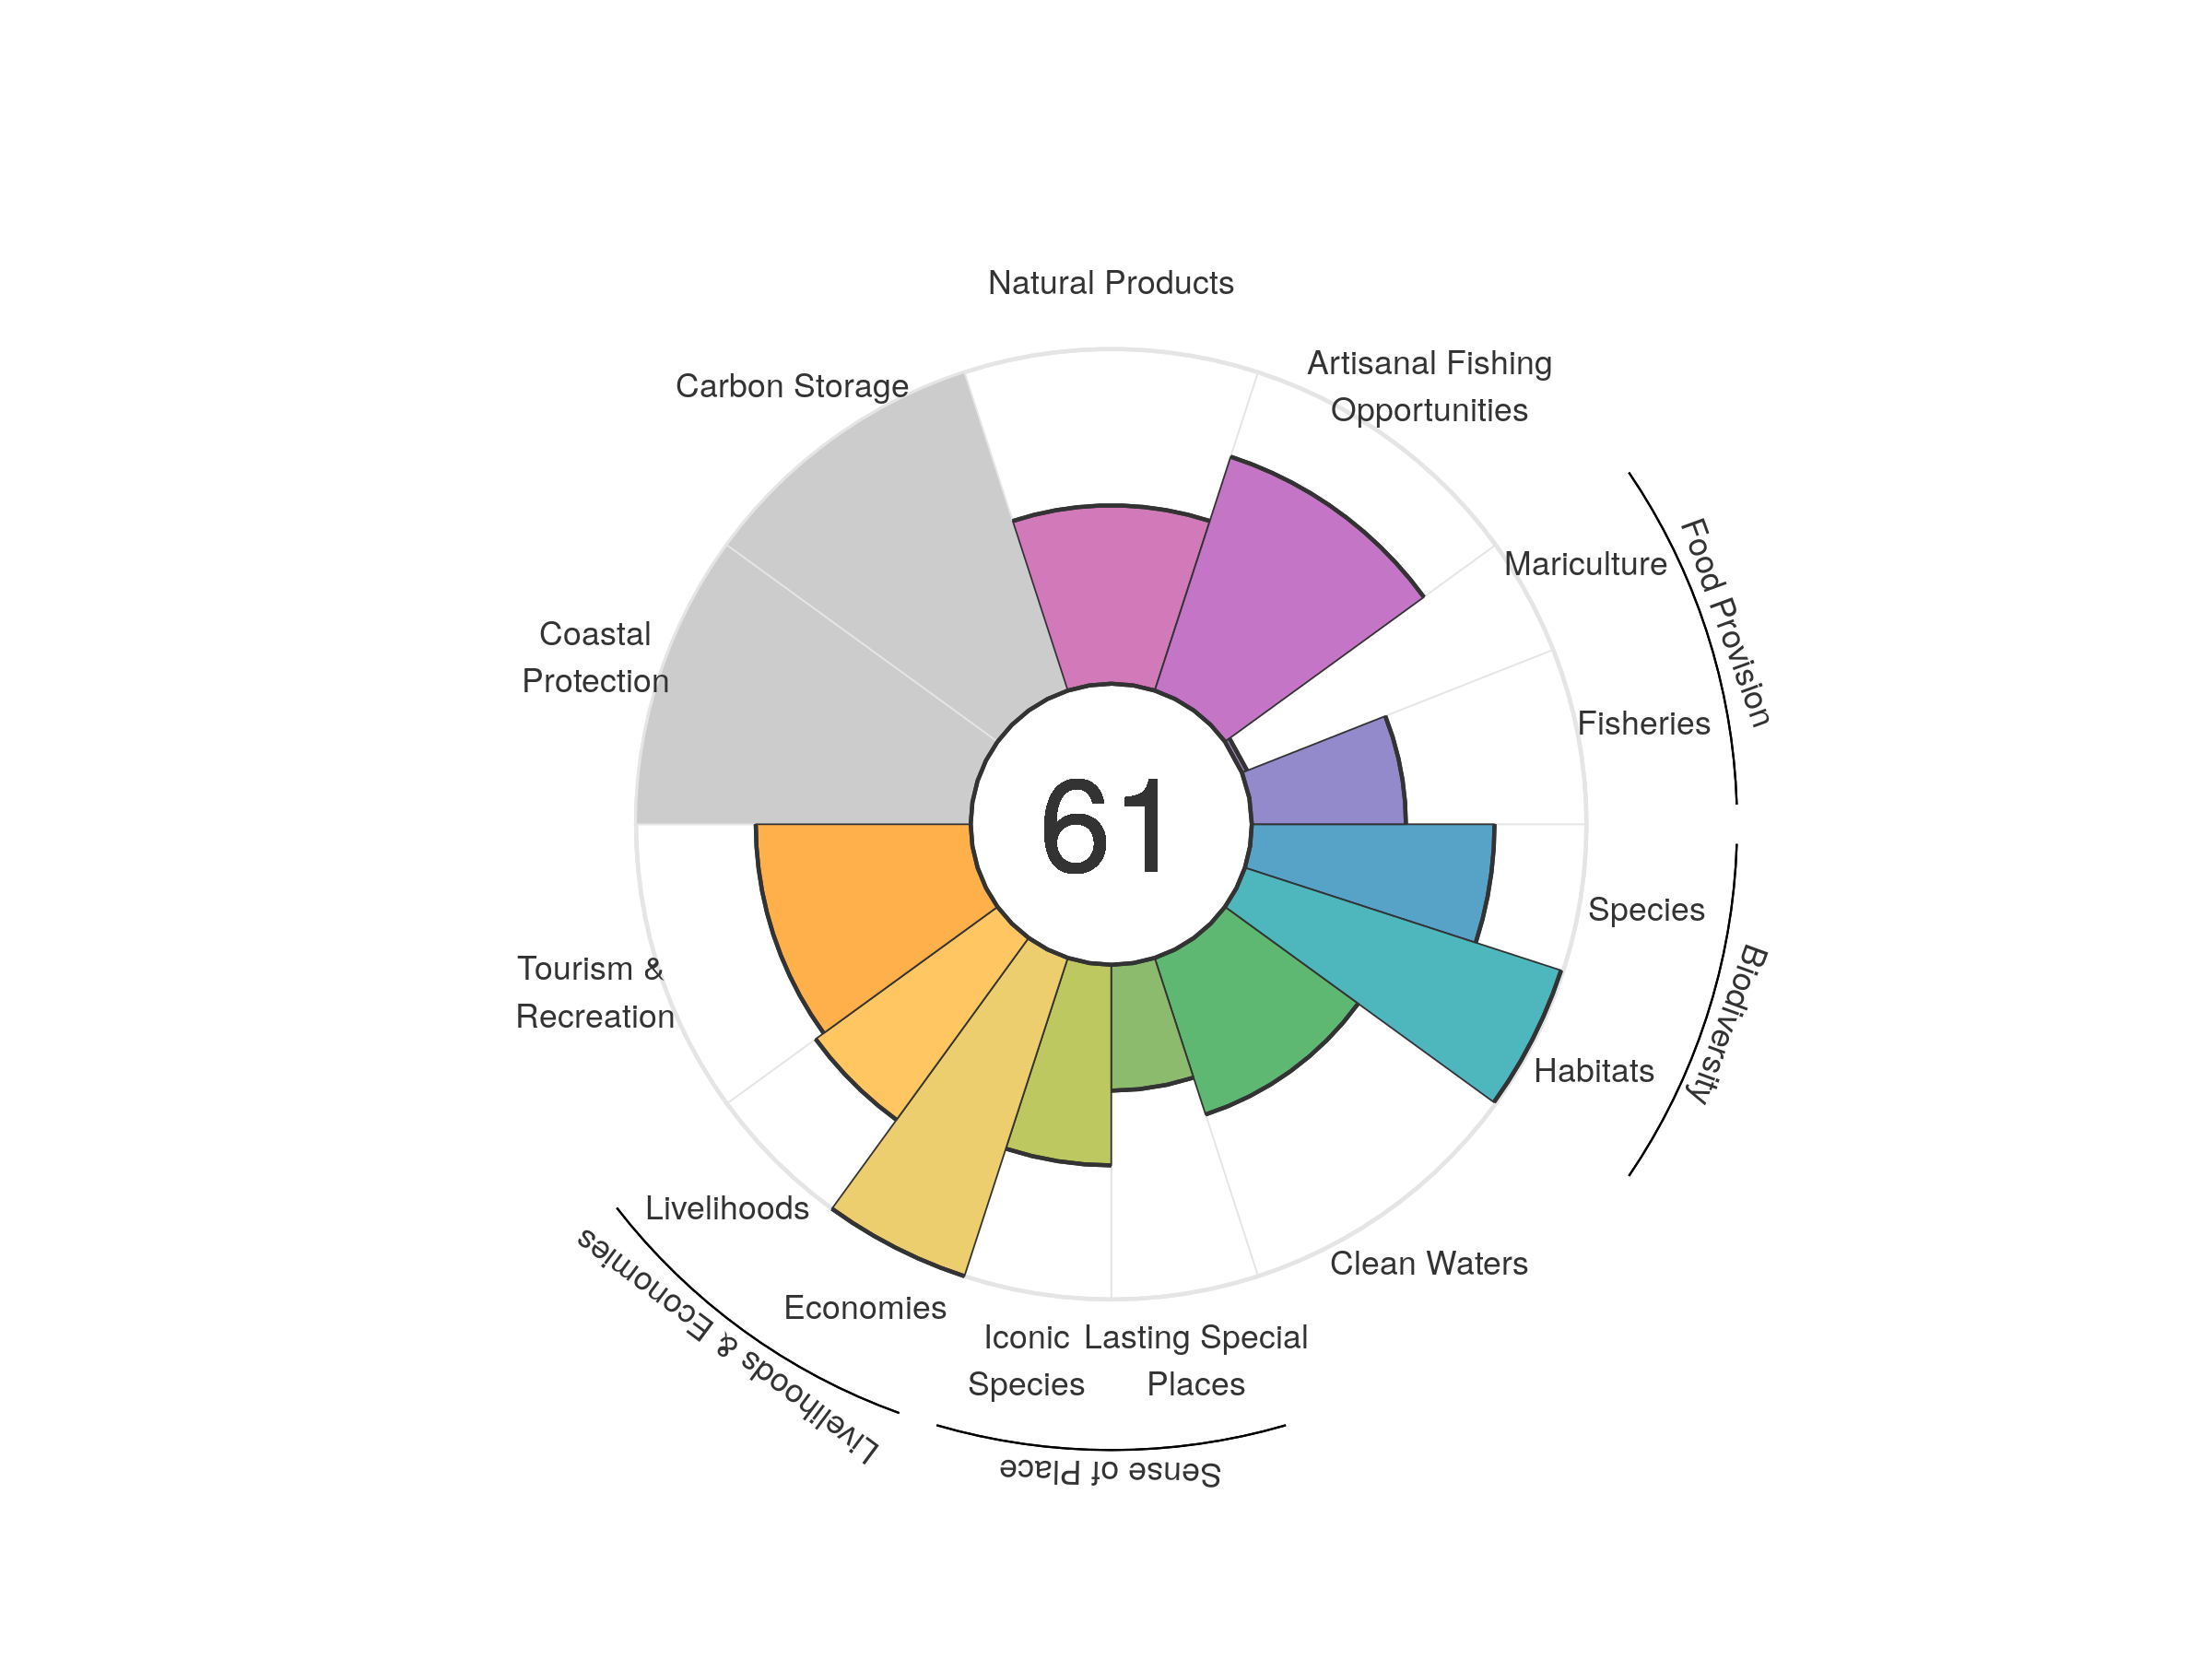 Natural Products
Artisanal Fishing
Opportunities
Carbon Storage
Mariculture
Food Provision
Coastal
Protection
Fisheries
61
Species
Biodiversity
Tourism &
Recreation
Habitats
Livelihoods
Clean Waters
Economies
Livelihoods & Economies
Iconic
Species
Lasting Special
Places
Sense of Place